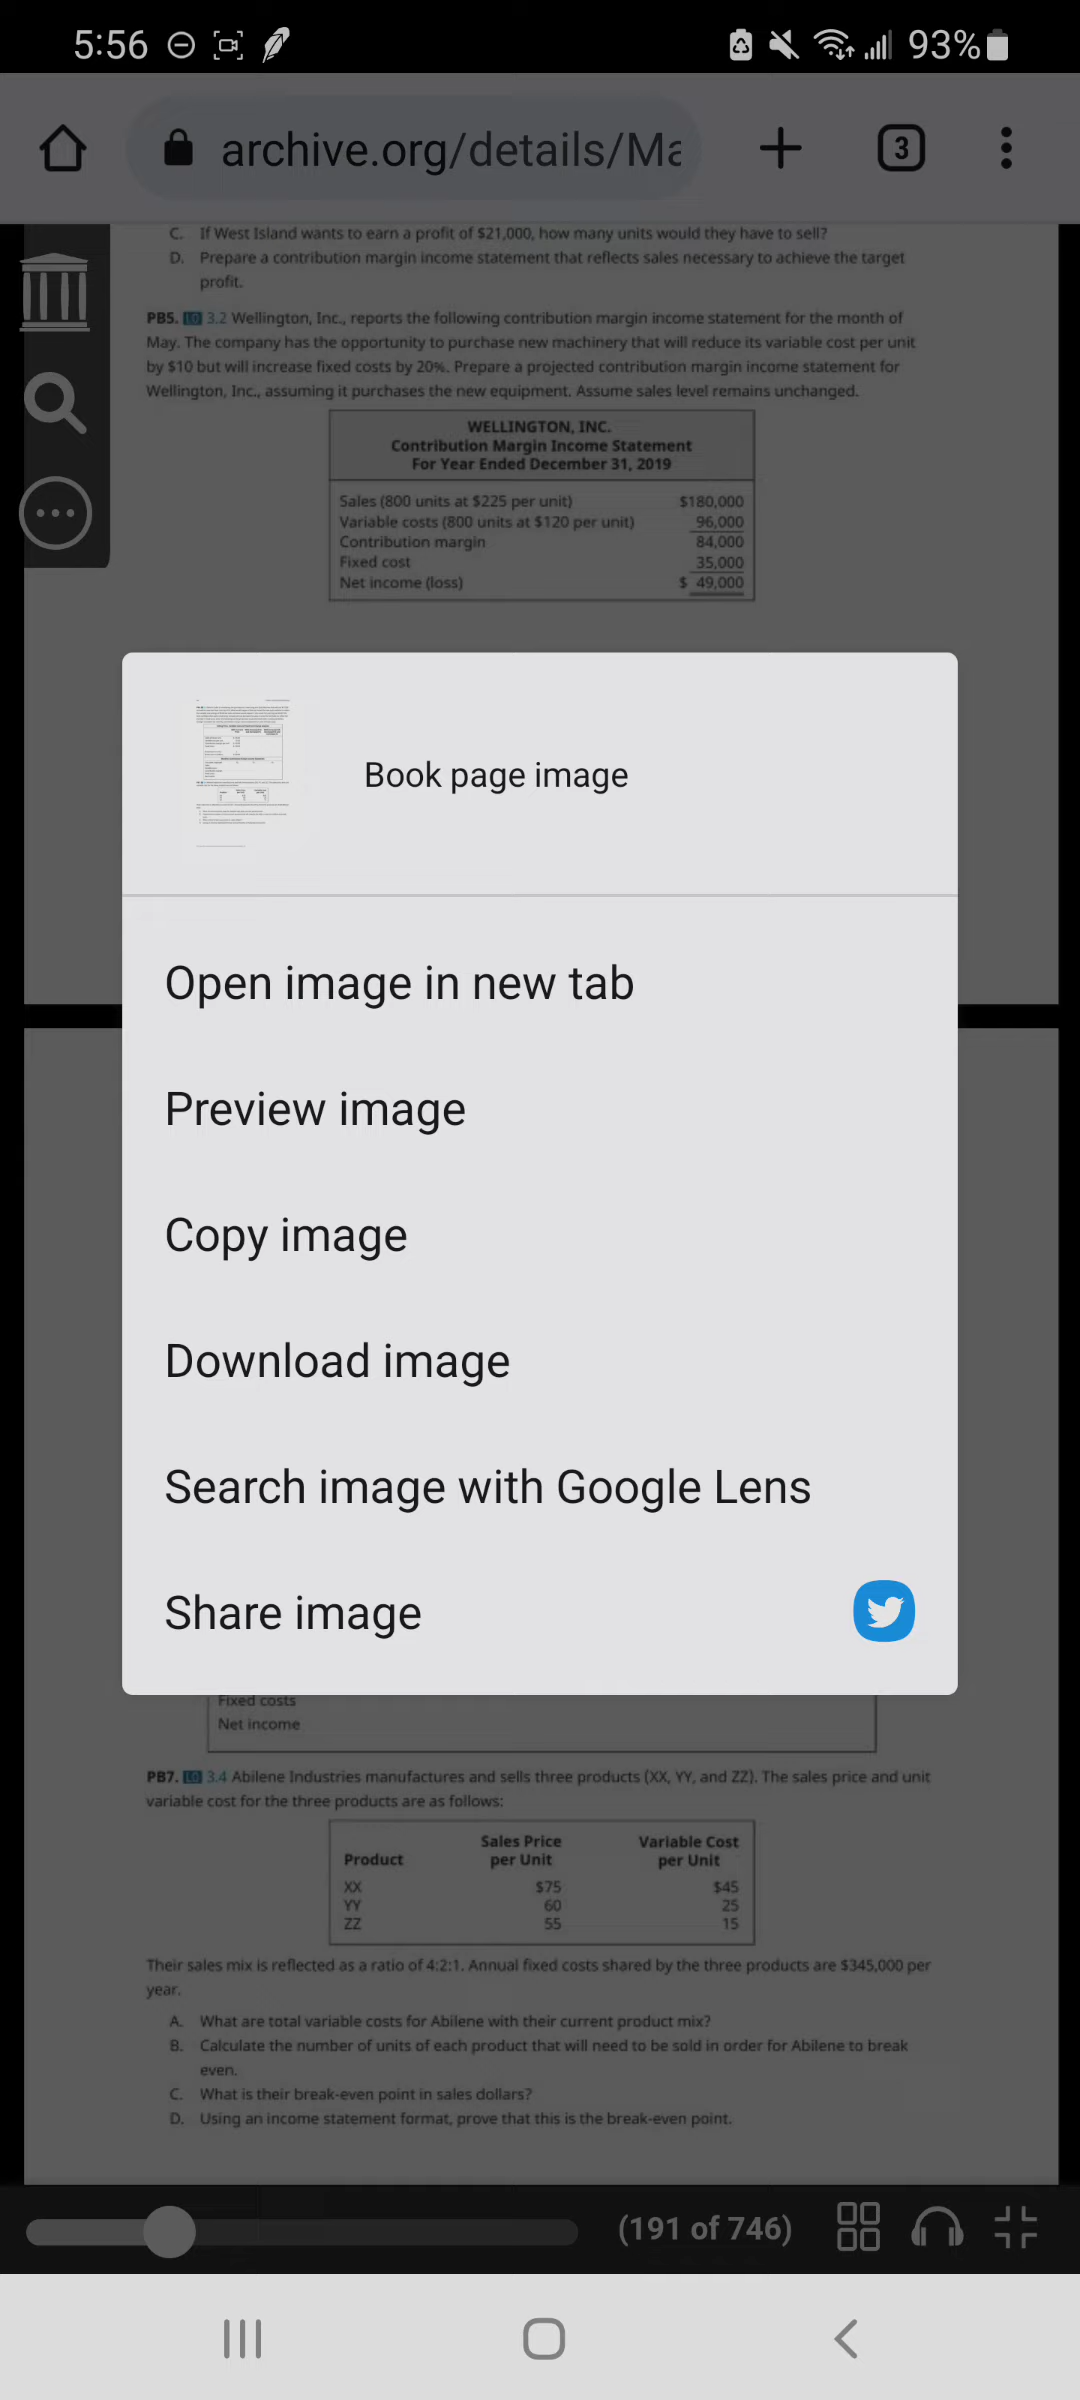 5:56
93%
archive.org/details/Ma
3
C. If West Island wants to earn a profit of $21,000, how many units would they have to sell?
D. Prepare a contribution margin income statement that reflects sales necessary to achieve the target
profit.
PB5. LO 3.2 Wellington, Inc., reports the following contribution margin income statement for the month of
May. The company has the opportunity to purchase new machinery that will reduce its variable cost per unit
by $10 but will increase fixed costs by 20%. Prepare a projected contribution margin income statement for
Wellington, Inc., assuming it purchases the new equipment. Assume sales level remains unchanged.
WELLINGTON, INC.
Contribution Margin Income Statement
For Year Ended December 31, 2019
Sales (800 units at $225 per unit) $180,000
Variable costs (800 units at $120 per unit) 96,000
Contribution margin 84,000
Fixed cost 35,000
Net income (loss) $ 49,000
Book page image
Open image in new tab
Preview image
Copy image
Download image
Search image with Google Lens
Share image
Fixed costs
Net income
PB7. LO 3.4 Abilene Industries manufactures and sells three products (XX, YY, and ZZ). The sales price and unit
variable cost for the three products are as follows:
Sales Price Variable Cost
Product per Unit per Unit
XX $75 $45
YY 60 25
ZZ 55 15
Their sales mix is reflected as a ratio of 4:2:1. Annual fixed costs shared by the three products are $345,000 per
year.
A. What are total variable costs for Abilene with their current product mix?
B. Calculate the number of units of each product that will need to be sold in order for Abilene to break
even.
C. What is their break-even point in sales dollars?
D. Using an income statement format, prove that this is the break-even point.
(191 of 746)